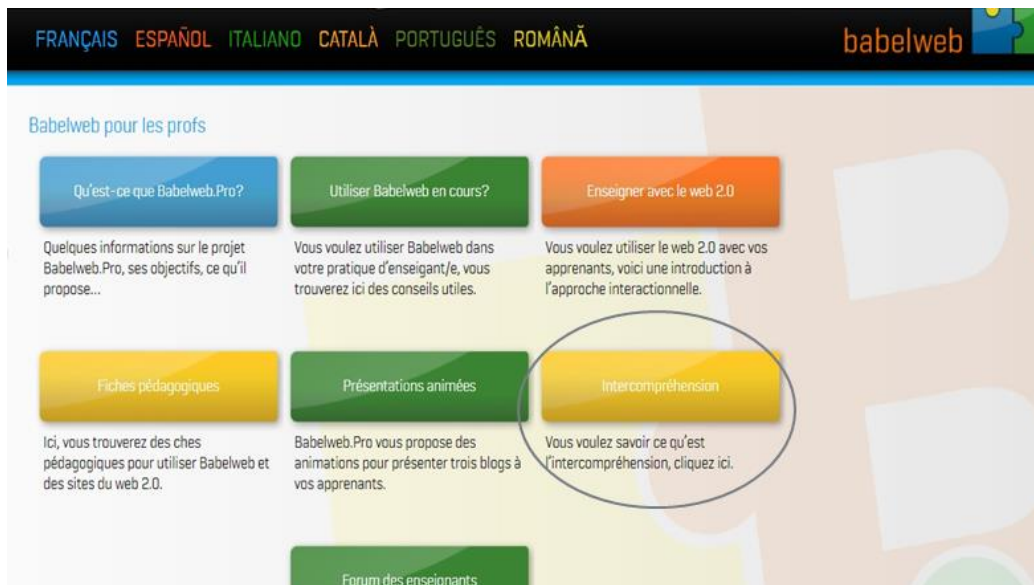 FRANÇAIS ESPAÑOL ITALIANO CATALÀ PORTUGUÊS ROMÂNĂ
babelweb
Babelweb pour les profs
Qu'est-ce que Babelweb.Pro?
Quelques informations sur le projet
Babelweb.Pro, ses objectifs, ce qu'il
propose...
Utiliser Babelweb en cours?
Vous voulez utiliser Babelweb dans
votre pratique d'enseigant/e, vous
trouverez ici des conseils utiles.
Enseigner avec le web 2.0
Vous voulez utiliser le web 2.0 avec vos
apprenants, voici une introduction à
l'approche interactionnelle.
Fiches pédagogiques
Ici, vous trouverez des ches
pédagogiques pour utiliser Babelweb et
des sites du web 2.0.
Présentations animées
Babelweb.Pro vous propose des
animations pour présenter trois blogs à
vos apprenants.
Intercompréhension
Vous voulez savoir ce qu'est
l'intercompréhension, cliquez ici.
Forum des enseignants